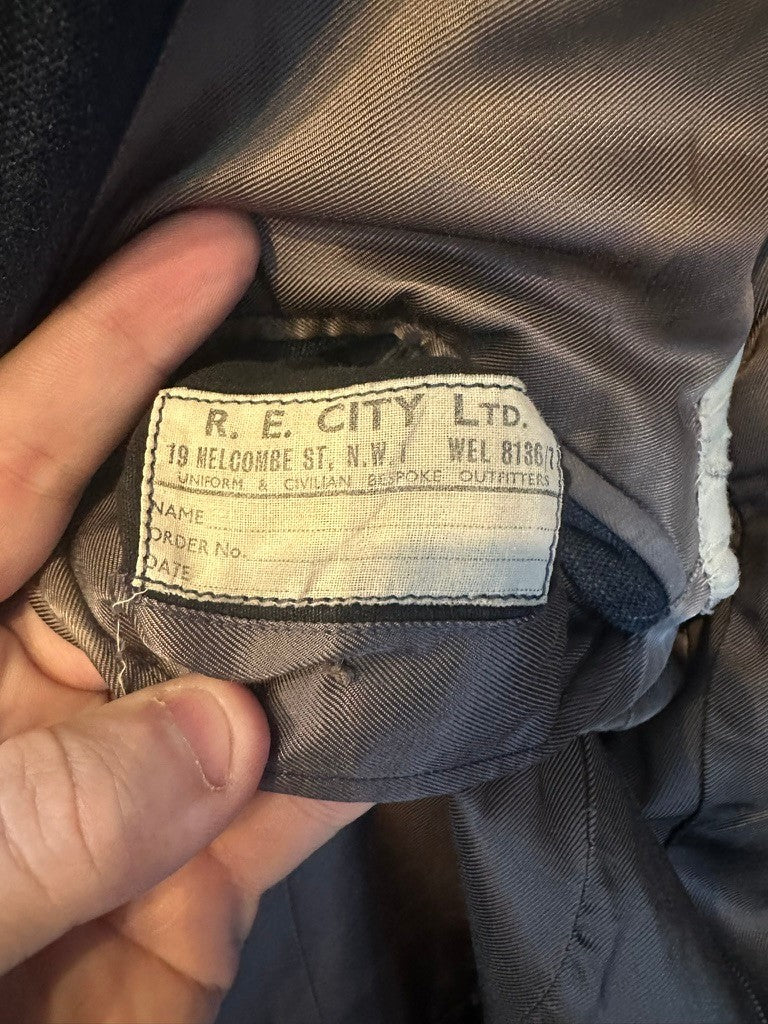 R. E. CITY LTD.
19 MELCOMBE ST, N.W.1 WEL 8136/7
UNIFORM & CIVILIAN BESPOKE OUTFITTERS
NAME
ORDER No.
DATE